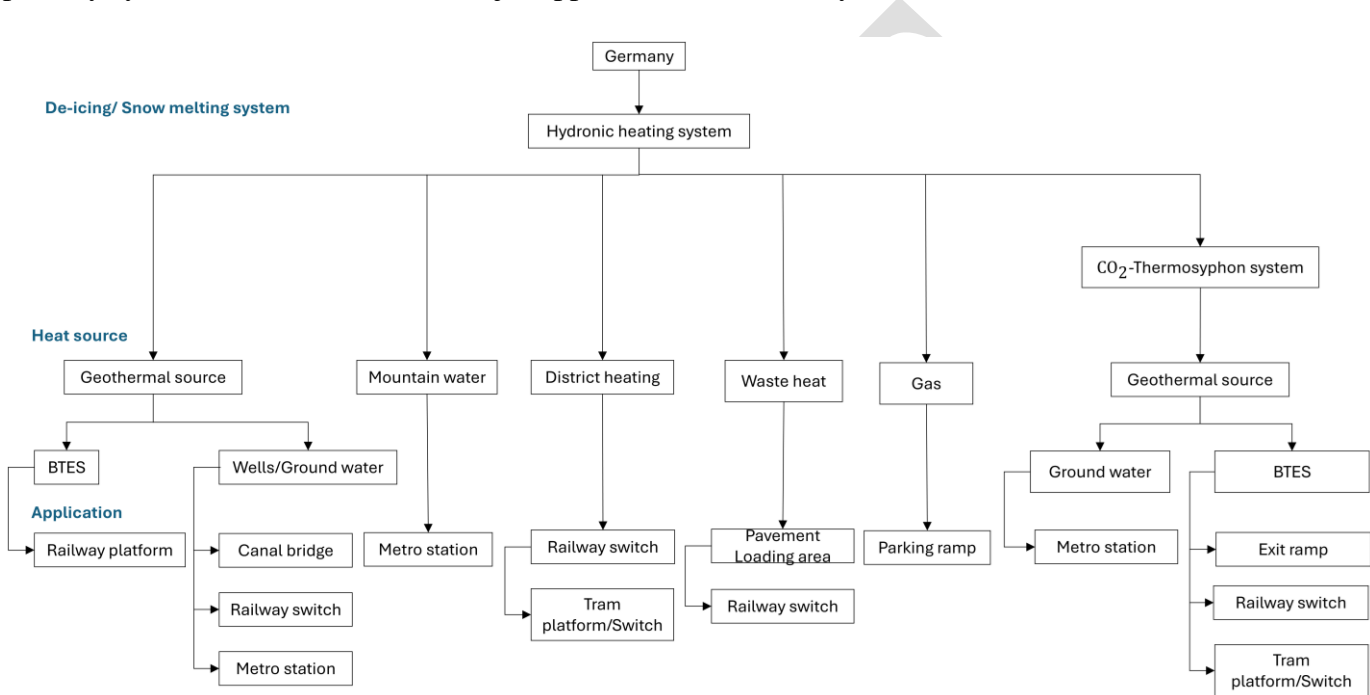 Germany
De-icing/ Snow melting system
Hydronic heating system
CO₂-Thermosyphon system
Heat source
Geothermal source
Mountain water
District heating
Waste heat
Gas
Geothermal source
BTES
Wells/Ground water
Ground water
BTES
Application
Railway platform
Canal bridge
Metro station
Railway switch
Pavement
Loading area
Parking ramp
Metro station
Exit ramp
Railway switch
Tram
platform/Switch
Railway switch
Railway switch
Metro station
Tram
platform/Switch